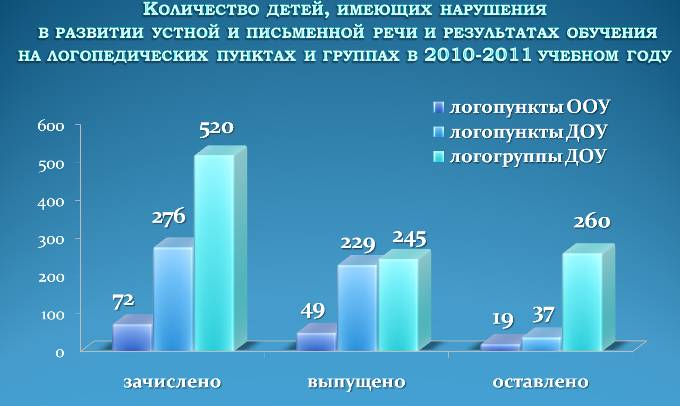 Количество детей, имеющих нарушения
в развитии устной и письменной речи и результатах обучения
на логопедических пунктах и группах в 2010-2011 учебном году
логопункты ООУ
логопункты ДОУ
логогруппы ДОУ
600
500
400
300
200
100
0
72
276
520
49
229
245
19
37
260
зачислено
выпущено
оставлено